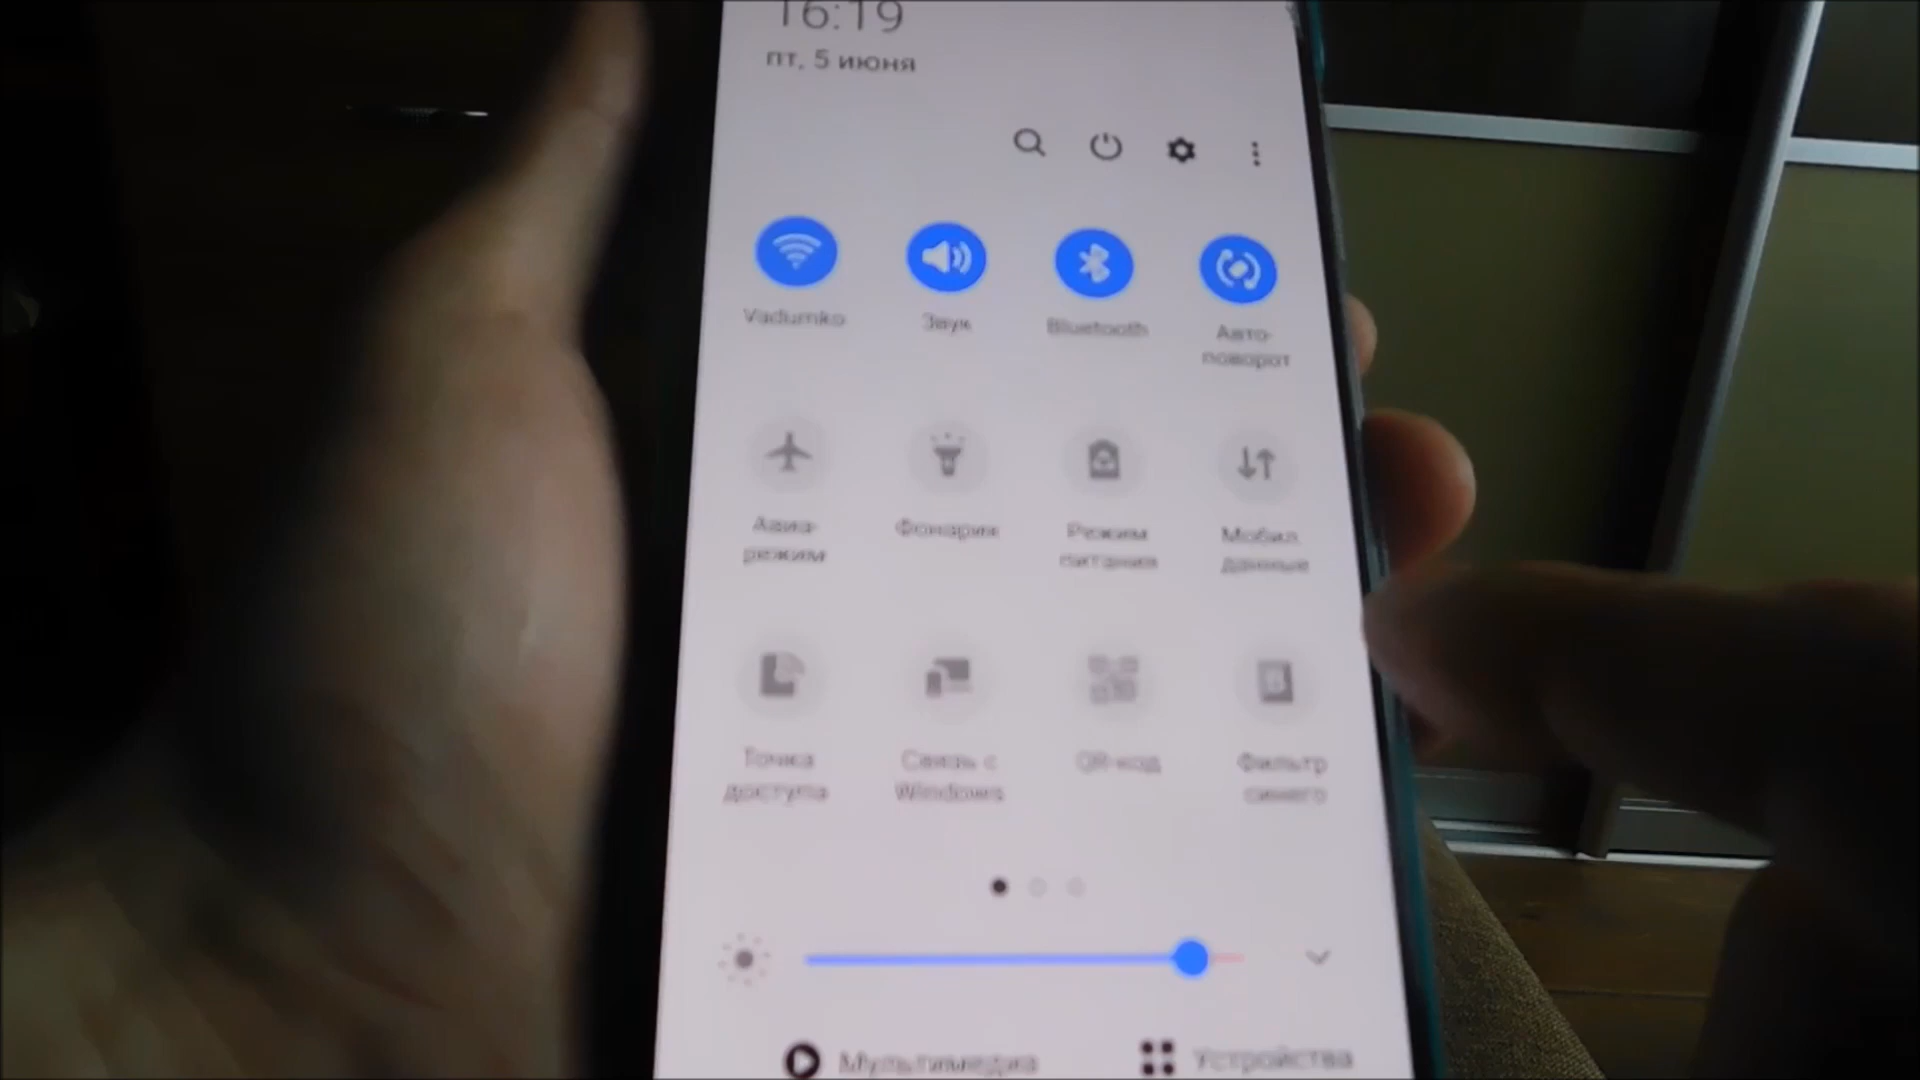 16:19
пт, 5 июня
Vadumko
Звук
Bluetooth
Авто-
поворот
Авиа-
режим
Фонарик
Режим
питания
Мобил.
данные
Точка
доступа
Связь с
Windows
QR-код
Фильтр
синего
Мультимедиа
Устройства